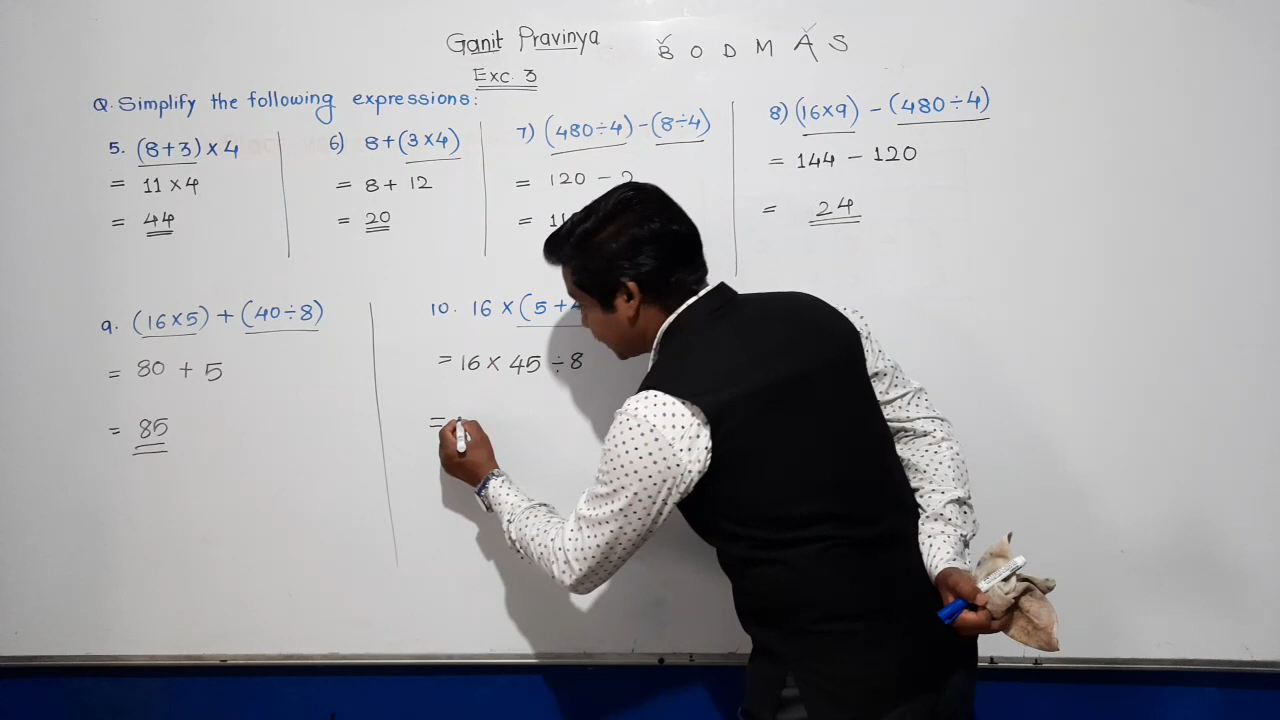 Ganit Pravinya
B O D M A S
Exc. 3
Q. Simplify the following expressions:
5. (8+3) × 4
= 11 × 4
= 44
6) 8+(3×4)
= 8 + 12
= 20
7) (480÷4) - (8÷4)
= 120 - 2
= 11
8) (16×9) - (480÷4)
= 144 - 120
= 24
9. (16×5) + (40÷8)
= 80 + 5
= 85
10. 16 × (5+4
= 16 × 45 ÷ 8
=